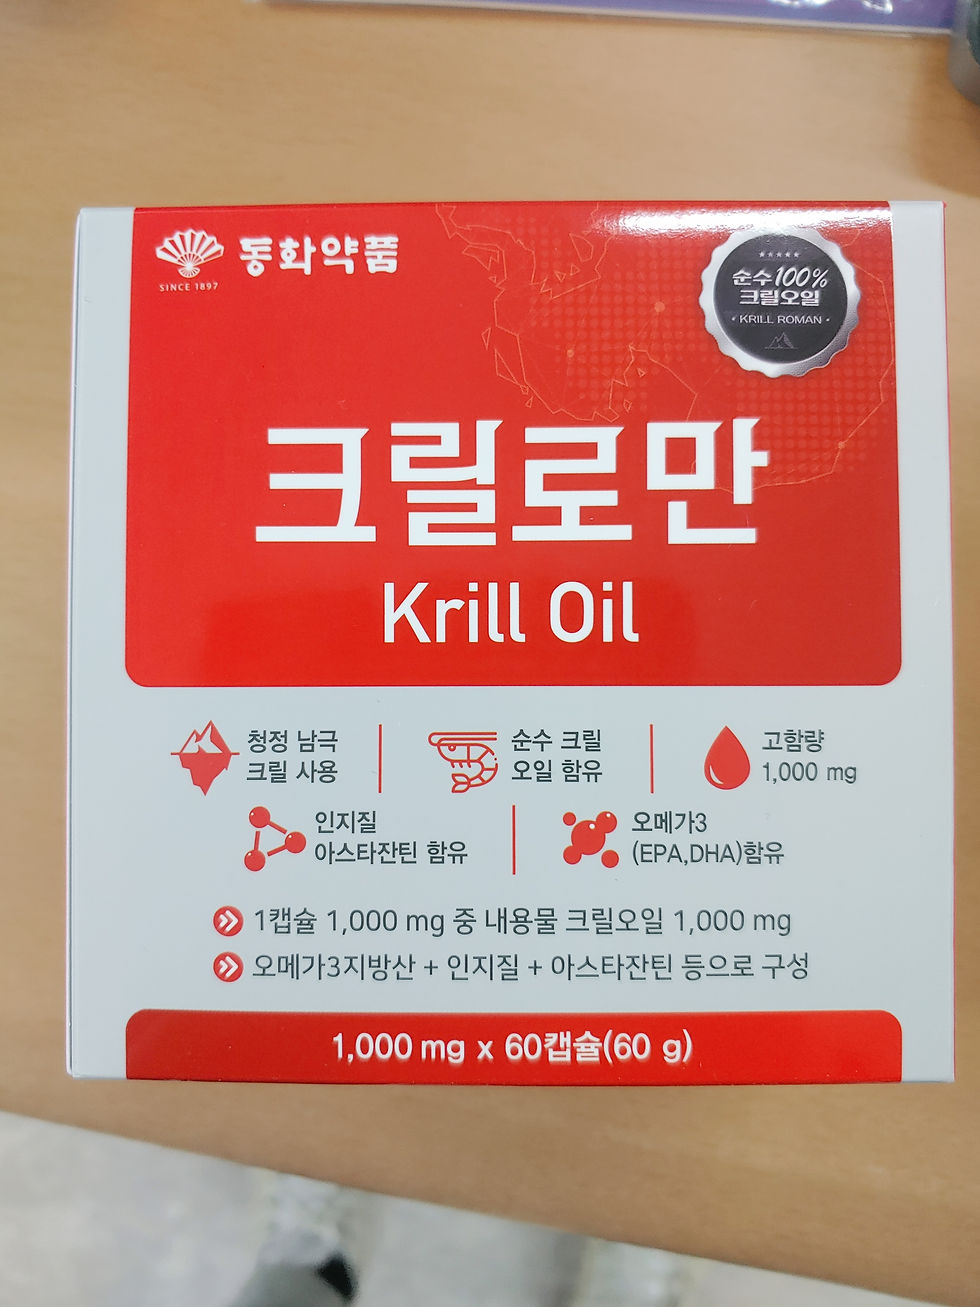 동화약품
SINCE 1897
순수 100%
크릴오일
· KRILL ROMAN ·
크릴로만
Krill Oil
청정 남극
크릴 사용
순수 크릴
오일 함유
고함량
1,000 mg
인지질
아스타잔틴 함유
오메가3
(EPA,DHA)함유
1캡슐 1,000 mg 중 내용물 크릴오일 1,000 mg
오메가3지방산 + 인지질 + 아스타잔틴 등으로 구성
1,000 mg x 60캡슐(60 g)